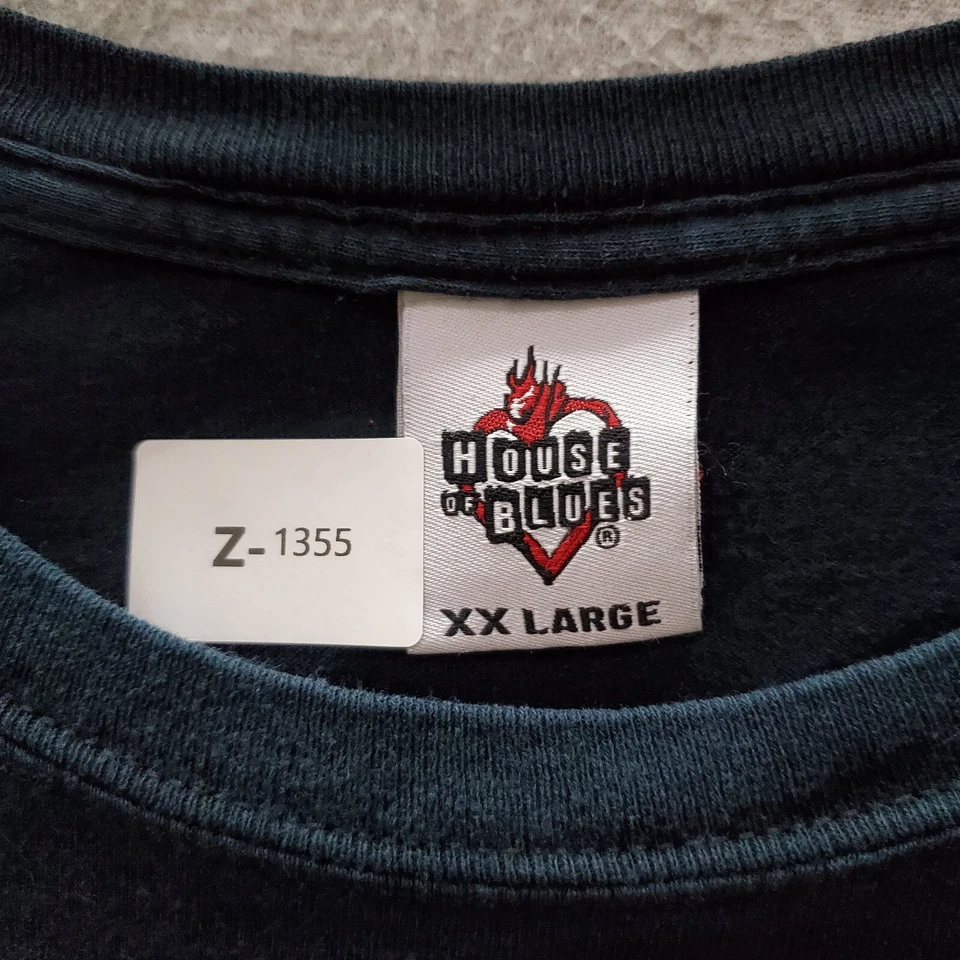 Z-1355
HOUSE
OF BLUES
®
XX LARGE